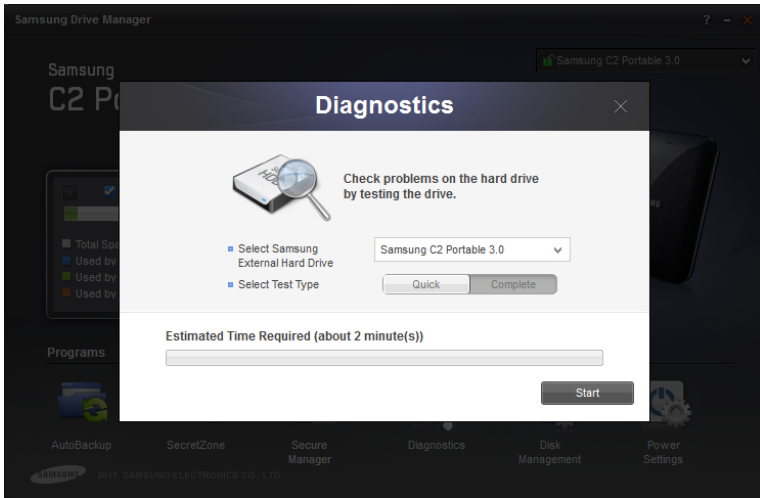 Samsung Drive Manager
? - ×
Samsung
Samsung C2 Portable 3.0
C2
Diagnostics
HDD
Check problems on the hard drive
by testing the drive.
Total
Used by
Used by
Used by
Select Samsung
External Hard Drive
Samsung C2 Portable 3.0
Select Test Type
Quick
Complete
Estimated Time Required (about 2 minute(s))
Programs
Start
AutoBackup
SecretZone
Secure
Manager
Diagnostics
Disk
Management
Power
Settings
SAMSUNG
2011. SAMSUNG ELECTRONICS CO., LTD.